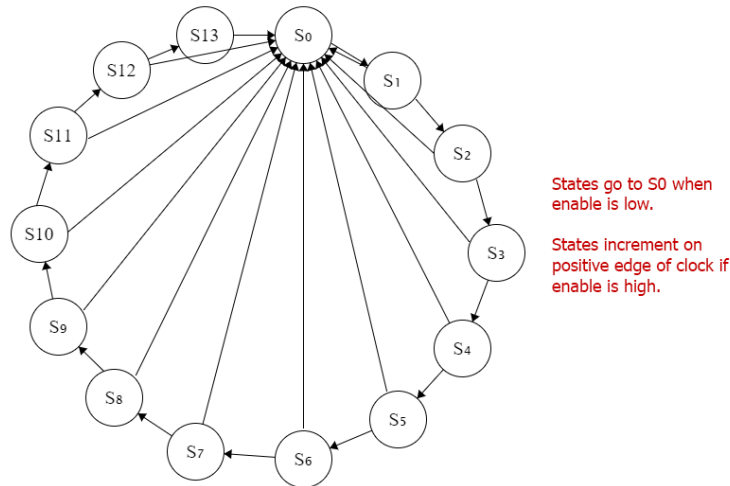 S0
S1
S2
S3
S4
S5
S6
S7
S8
S9
S10
S11
S12
S13
States go to S0 when
enable is low.
States increment on
positive edge of clock if
enable is high.